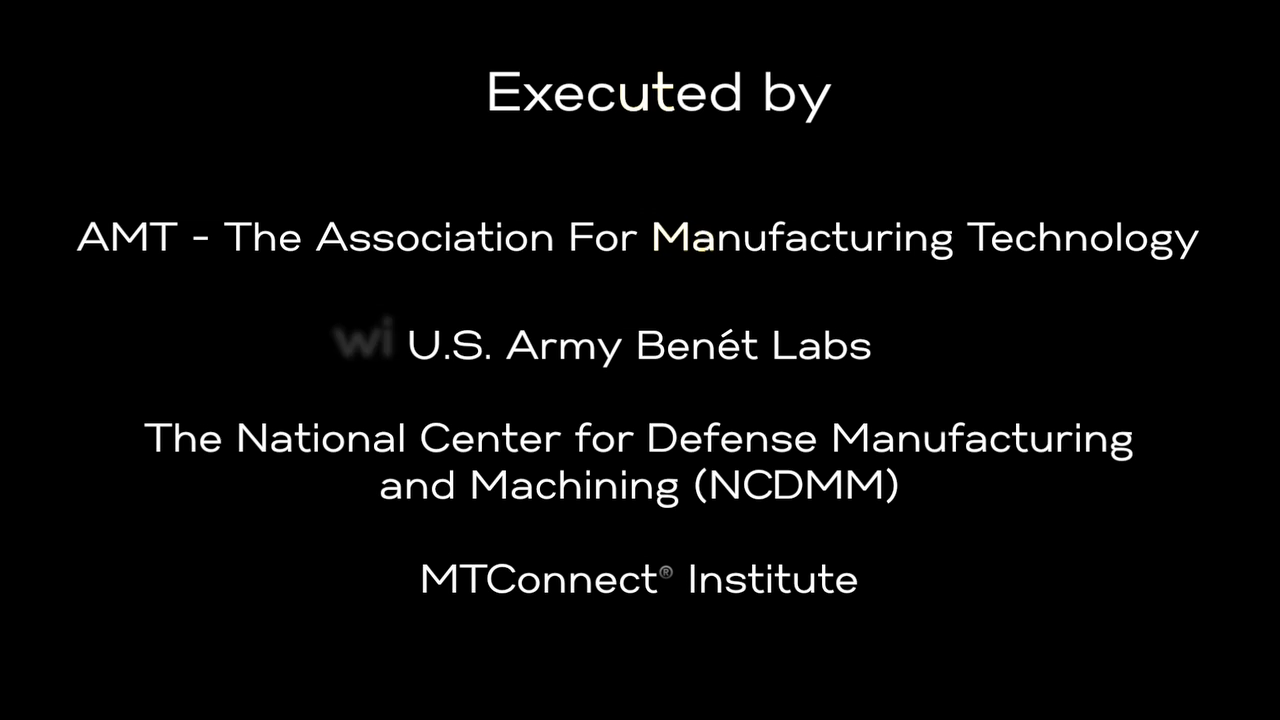 Executed by
AMT - The Association For Manufacturing Technology
wi U.S. Army Benét Labs
The National Center for Defense Manufacturing
and Machining (NCDMM)
MTConnect® Institute